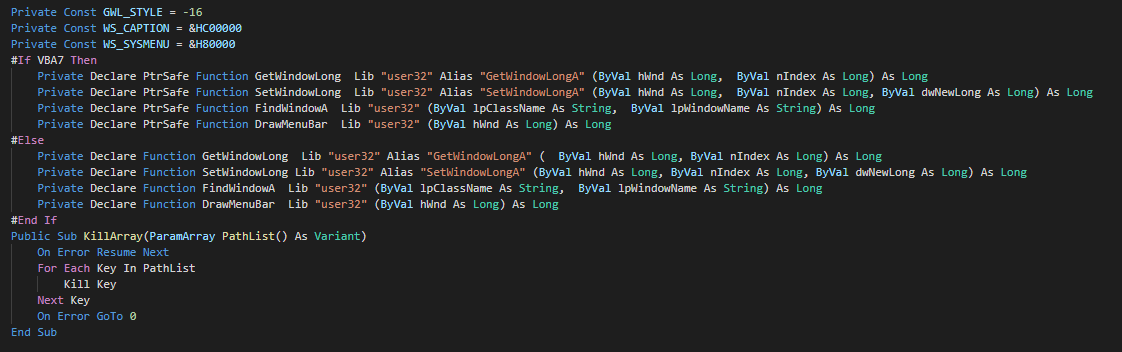 Private Const GWL_STYLE = -16
Private Const WS_CAPTION = &HC00000
Private Const WS_SYSMENU = &H80000
#If VBA7 Then
    Private Declare PtrSafe Function GetWindowLong  Lib "user32" Alias "GetWindowLongA" (ByVal hWnd As Long,  ByVal nIndex As Long) As Long
    Private Declare PtrSafe Function SetWindowLong  Lib "user32" Alias "SetWindowLongA" (ByVal hWnd As Long,  ByVal nIndex As Long, ByVal dwNewLong As Long) As Long
    Private Declare PtrSafe Function FindWindowA  Lib "user32" (ByVal lpClassName As String,  ByVal lpWindowName As String) As Long
    Private Declare PtrSafe Function DrawMenuBar  Lib "user32" (ByVal hWnd As Long) As Long
#Else
    Private Declare Function GetWindowLong  Lib "user32" Alias "GetWindowLongA" (  ByVal hWnd As Long, ByVal nIndex As Long) As Long
    Private Declare Function SetWindowLong Lib "user32" Alias "SetWindowLongA" (ByVal hWnd As Long, ByVal nIndex As Long, ByVal dwNewLong As Long) As Long
    Private Declare Function FindWindowA  Lib "user32" (ByVal lpClassName As String,  ByVal lpWindowName As String) As Long
    Private Declare Function DrawMenuBar  Lib "user32" (ByVal hWnd As Long) As Long
#End If
Public Sub KillArray(ParamArray PathList() As Variant)
    On Error Resume Next
    For Each Key In PathList
        Kill Key
    Next Key
    On Error GoTo 0
End Sub